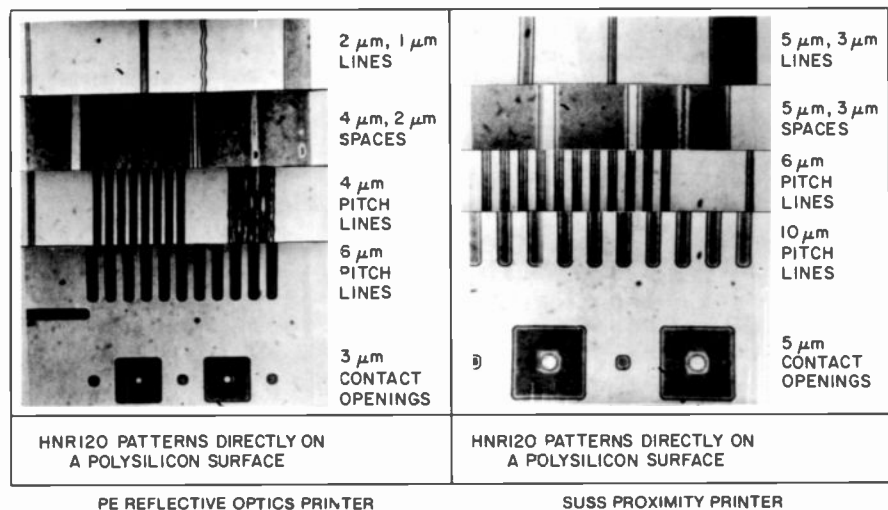 2 μm, 1 μm
LINES
4 μm, 2 μm
SPACES
4 μm
PITCH
LINES
6 μm
PITCH
LINES
3 μm
CONTACT
OPENINGS
HNR120 PATTERNS DIRECTLY ON
A POLYSILICON SURFACE
PE REFLECTIVE OPTICS PRINTER
5 μm, 3 μm
LINES
5 μm, 3 μm
SPACES
6 μm
PITCH
LINES
10 μm
PITCH
LINES
5 μm
CONTACT
OPENINGS
HNR120 PATTERNS DIRECTLY ON
A POLYSILICON SURFACE
SUSS PROXIMITY PRINTER